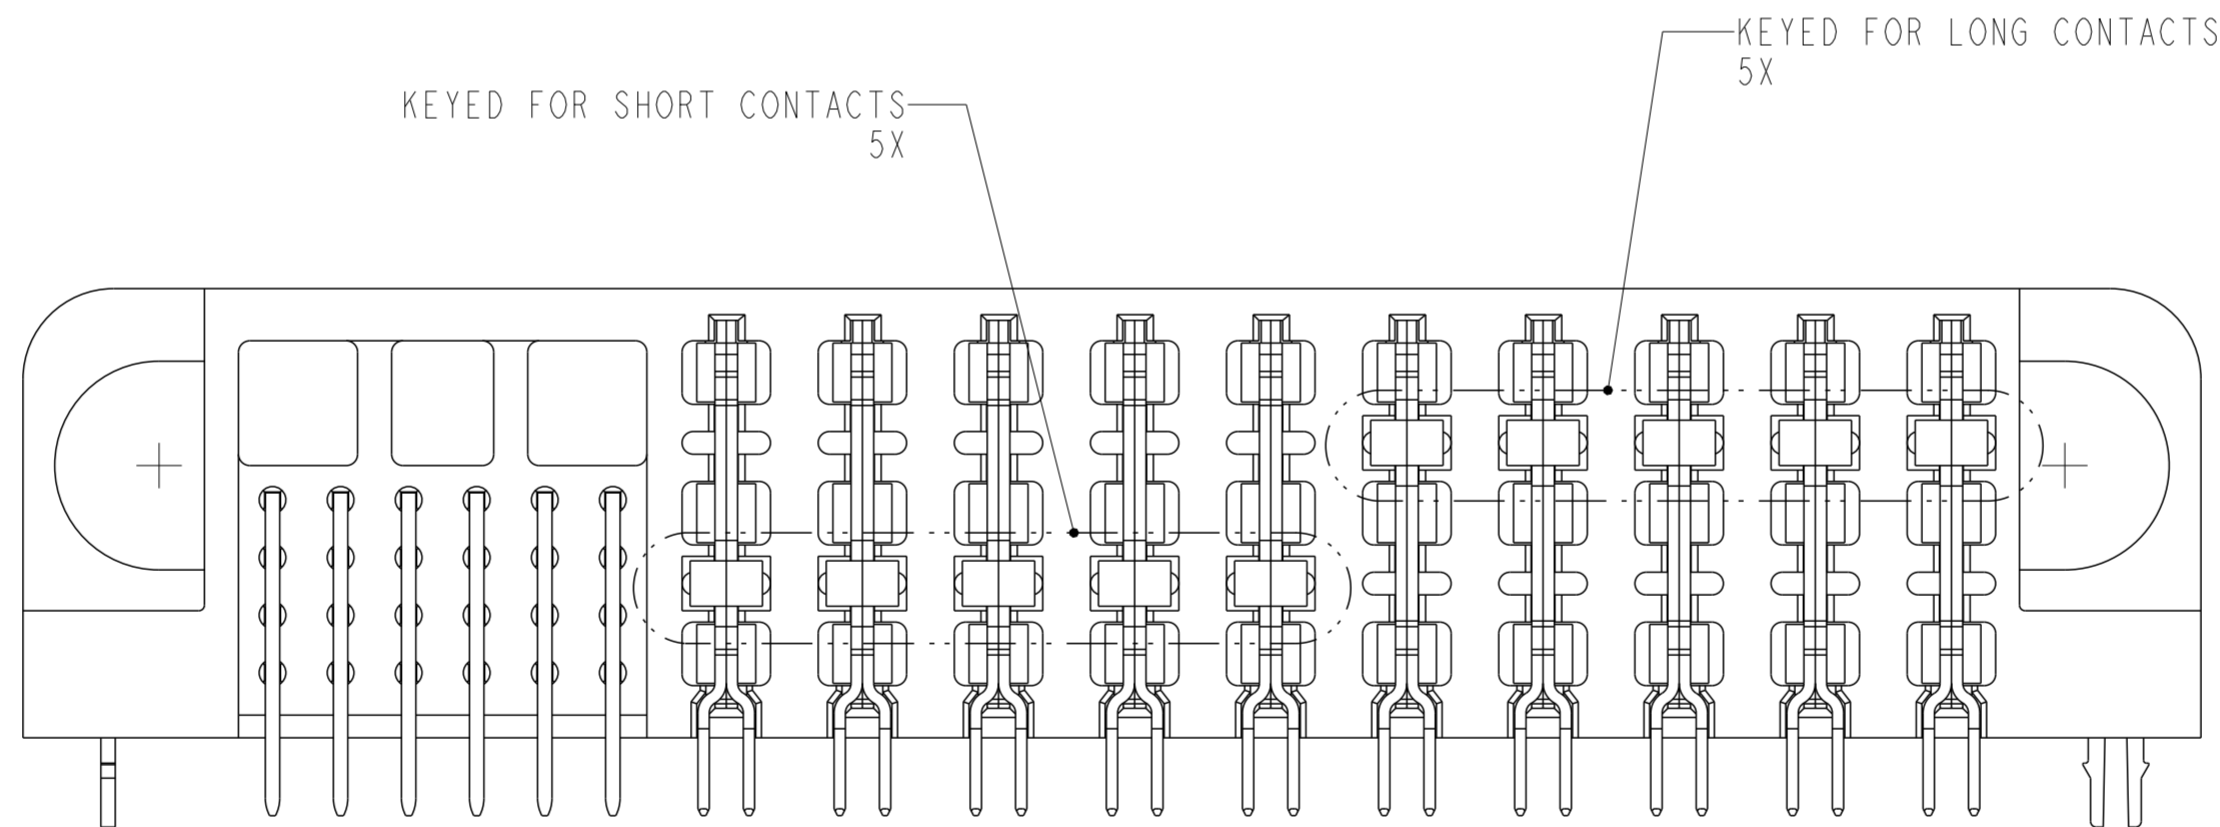 KEYED FOR LONG CONTACTS
5X
KEYED FOR SHORT CONTACTS
5X